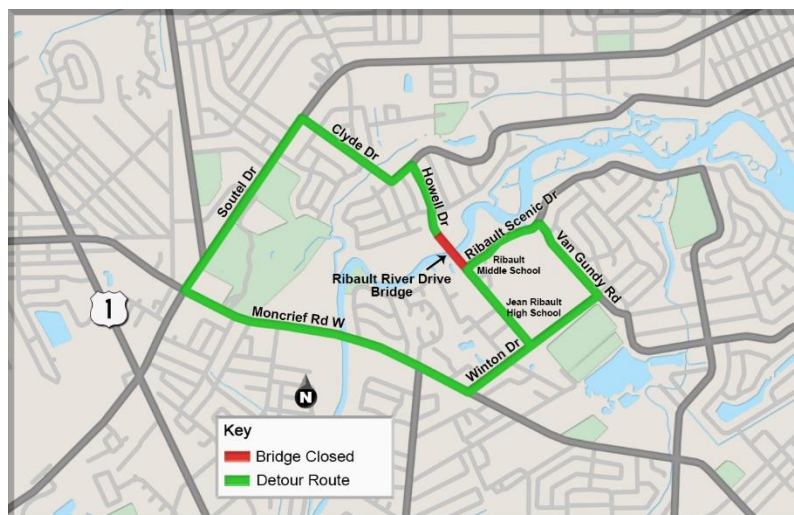 Clyde Dr
Soutel Dr
Howell Dr
Ribault Scenic Dr
Ribault
Middle School
Van Gundy Rd
Ribault River Drive
Bridge
Jean Ribault
High School
1
Moncrief Rd W
Winton Dr
N
Key
Bridge Closed
Detour Route